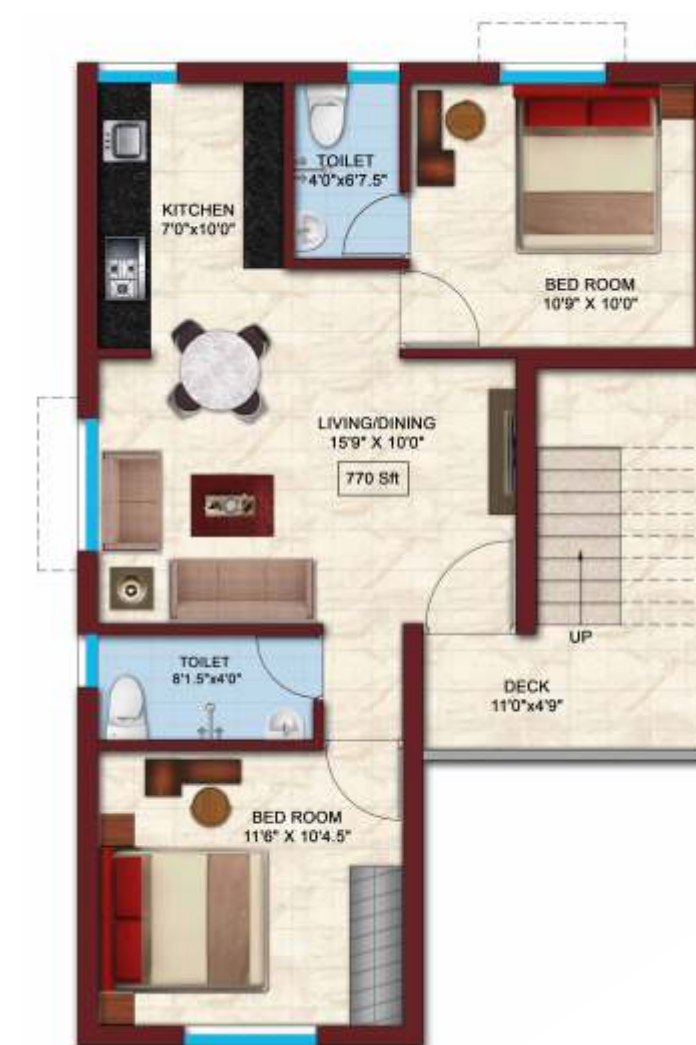 TOILET
4'0"x6'7.5"
KITCHEN
7'0"x10'0"
BED ROOM
10'9" X 10'0"
LIVING/DINING
15'9" X 10'0"
770 Sft
UP
TOILET
8'1.5"x4'0"
DECK
11'0"x4'9"
BED ROOM
11'6" X 10'4.5"